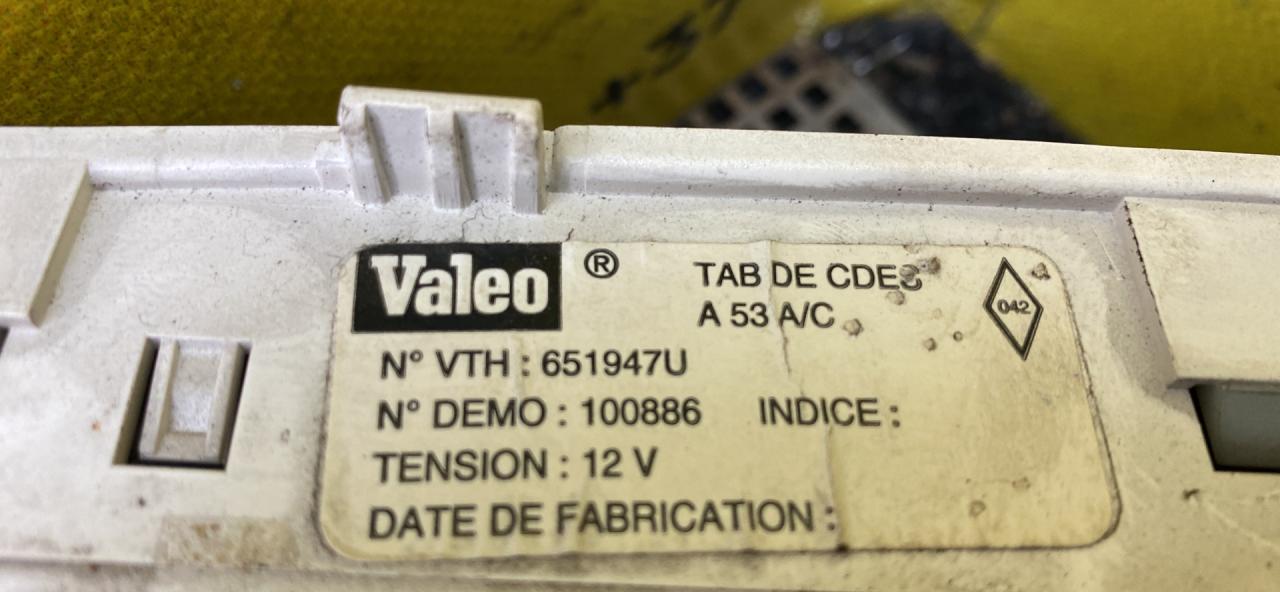 Valeo ® TAB DE CDES
A 53 A/C
042
N° VTH : 651947U
N° DEMO : 100886 INDICE :
TENSION : 12 V
DATE DE FABRICATION :